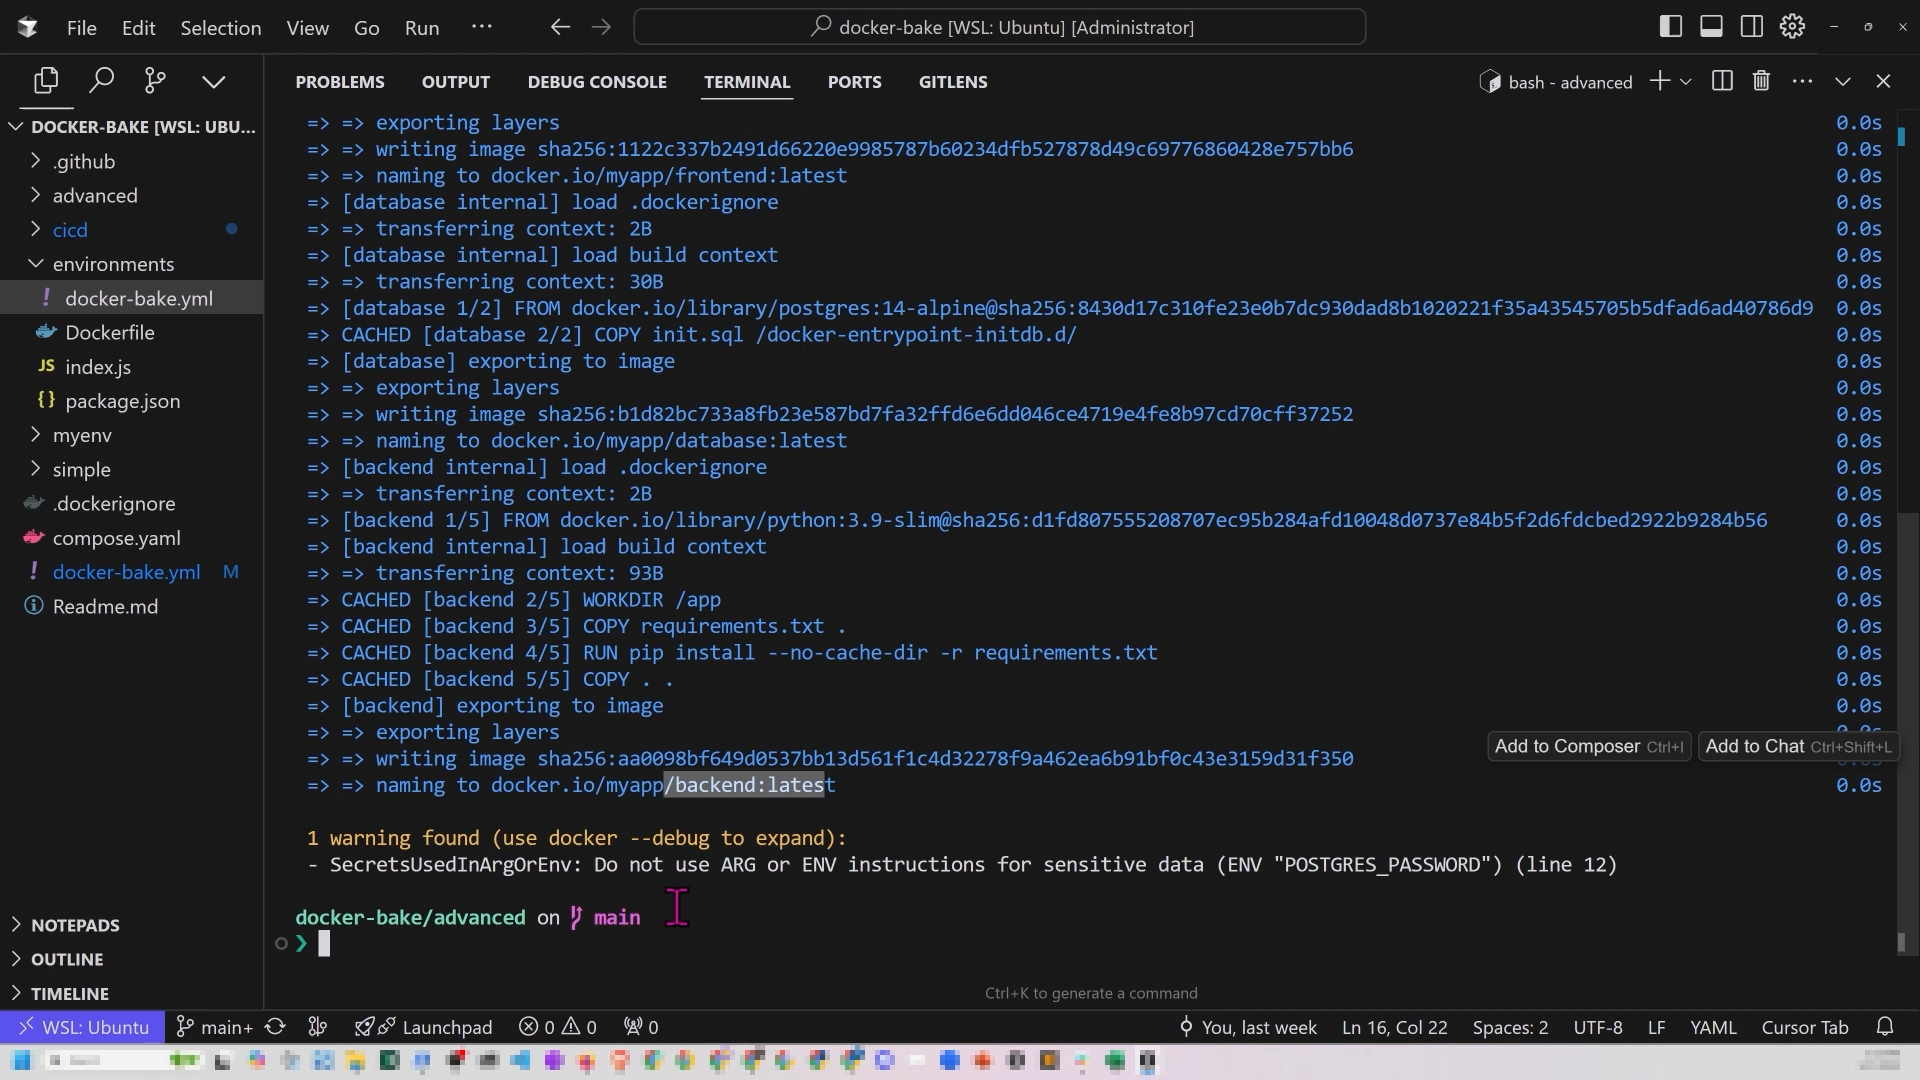 File Edit Selection View Go Run ··· docker-bake [WSL: Ubuntu] [Administrator]
PROBLEMS OUTPUT DEBUG CONSOLE TERMINAL PORTS GITLENS bash - advanced
DOCKER-BAKE [WSL: UBU...
.github
advanced
cicd
environments
! docker-bake.yml
Dockerfile
JS index.js
{} package.json
myenv
simple
.dockerignore
compose.yaml
! docker-bake.yml M
Readme.md
NOTEPADS
OUTLINE
TIMELINE
=> => exporting layers 0.0s
=> => writing image sha256:1122c337b2491d66220e9985787b60234dfb527878d49c69776860428e757bb6 0.0s
=> => naming to docker.io/myapp/frontend:latest 0.0s
=> [database internal] load .dockerignore 0.0s
=> => transferring context: 2B 0.0s
=> [database internal] load build context 0.0s
=> => transferring context: 30B 0.0s
=> [database 1/2] FROM docker.io/library/postgres:14-alpine@sha256:8430d17c310fe23e0b7dc930dad8b1020221f35a43545705b5dfad6ad40786d9 0.0s
=> CACHED [database 2/2] COPY init.sql /docker-entrypoint-initdb.d/ 0.0s
=> [database] exporting to image 0.0s
=> => exporting layers 0.0s
=> => writing image sha256:b1d82bc733a8fb23e587bd7fa32ffd6e6dd046ce4719e4fe8b97cd70cff37252 0.0s
=> => naming to docker.io/myapp/database:latest 0.0s
=> [backend internal] load .dockerignore 0.0s
=> => transferring context: 2B 0.0s
=> [backend 1/5] FROM docker.io/library/python:3.9-slim@sha256:d1fd807555208707ec95b284afd10048d0737e84b5f2d6fdcbed2922b9284b56 0.0s
=> [backend internal] load build context 0.0s
=> => transferring context: 93B 0.0s
=> CACHED [backend 2/5] WORKDIR /app 0.0s
=> CACHED [backend 3/5] COPY requirements.txt . 0.0s
=> CACHED [backend 4/5] RUN pip install --no-cache-dir -r requirements.txt 0.0s
=> CACHED [backend 5/5] COPY . . 0.0s
=> [backend] exporting to image 0.0s
=> => exporting layers
Add to Composer Ctrl+I Add to Chat Ctrl+Shift+L
=> => writing image sha256:aa0098bf649d0537bb13d561f1c4d32278f9a462ea6b91bf0c43e3159d31f350
=> => naming to docker.io/myapp/backend:latest 0.0s
1 warning found (use docker --debug to expand):
- SecretsUsedInArgOrEnv: Do not use ARG or ENV instructions for sensitive data (ENV "POSTGRES_PASSWORD") (line 12)
docker-bake/advanced on main
❯
Ctrl+K to generate a command
WSL: Ubuntu main+ Launchpad 0 0 0 You, last week Ln 16, Col 22 Spaces: 2 UTF-8 LF YAML Cursor Tab